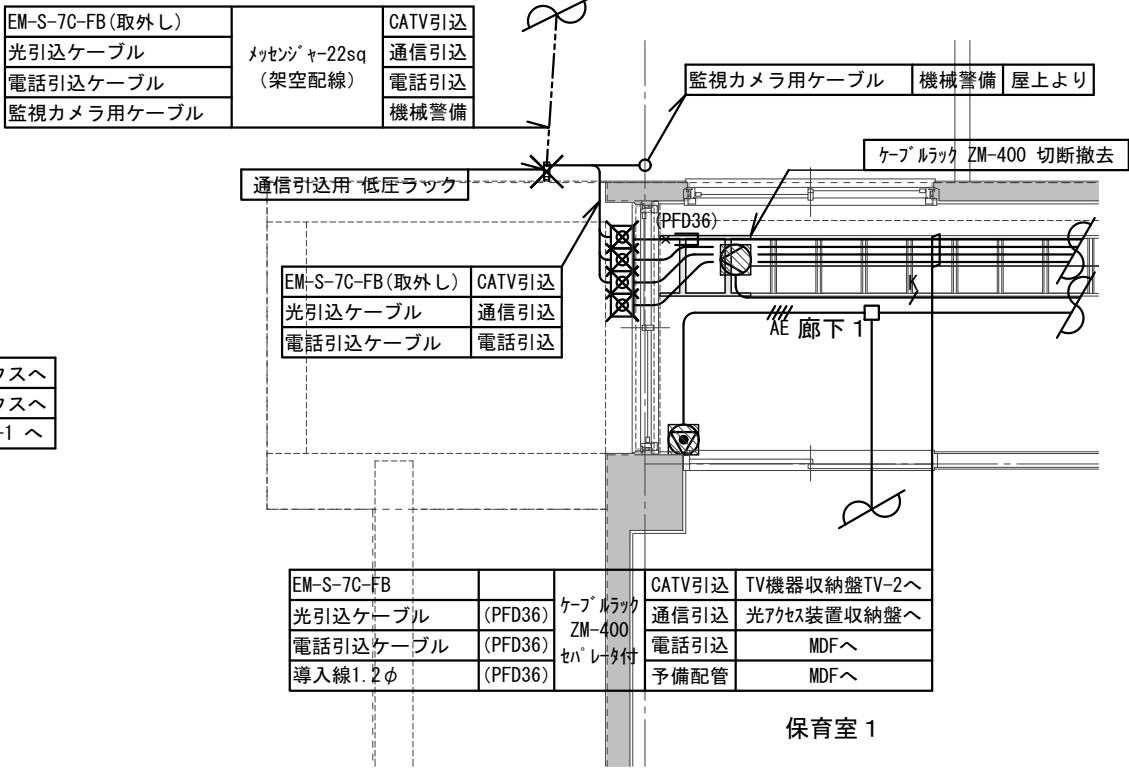 EM-S-7C-FB(取外し) メッセンジャー22sq (架空配線) CATV引込
光引込ケーブル 通信引込
電話引込ケーブル 電話引込
監視カメラ用ケーブル 機械警備
監視カメラ用ケーブル 機械警備 屋上より
ケーブルラック ZM-400 切断撤去
通信引込用 低圧ラック
(PFD36)
EM-S-7C-FB(取外し) CATV引込
光引込ケーブル 通信引込
電話引込ケーブル 電話引込
K
AE 廊下1
クスへ
クスへ
-1 へ
EM-S-7C-FB ケーブルラック ZM-400 セパレータ付 CATV引込 TV機器収納盤TV-2へ
光引込ケーブル (PFD36) 通信引込 光アクセス装置収納盤へ
電話引込ケーブル (PFD36) 電話引込 MDFへ
導入線1.2φ (PFD36) 予備配管 MDFへ
保育室1